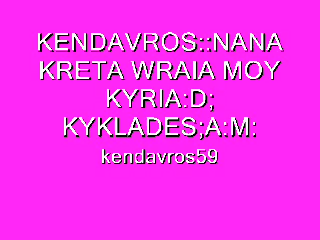 KENDAVROS::NANA
KRETA WRAIA MOY
KYRIA:D;
KYKLADES;A:M:
kendavros59